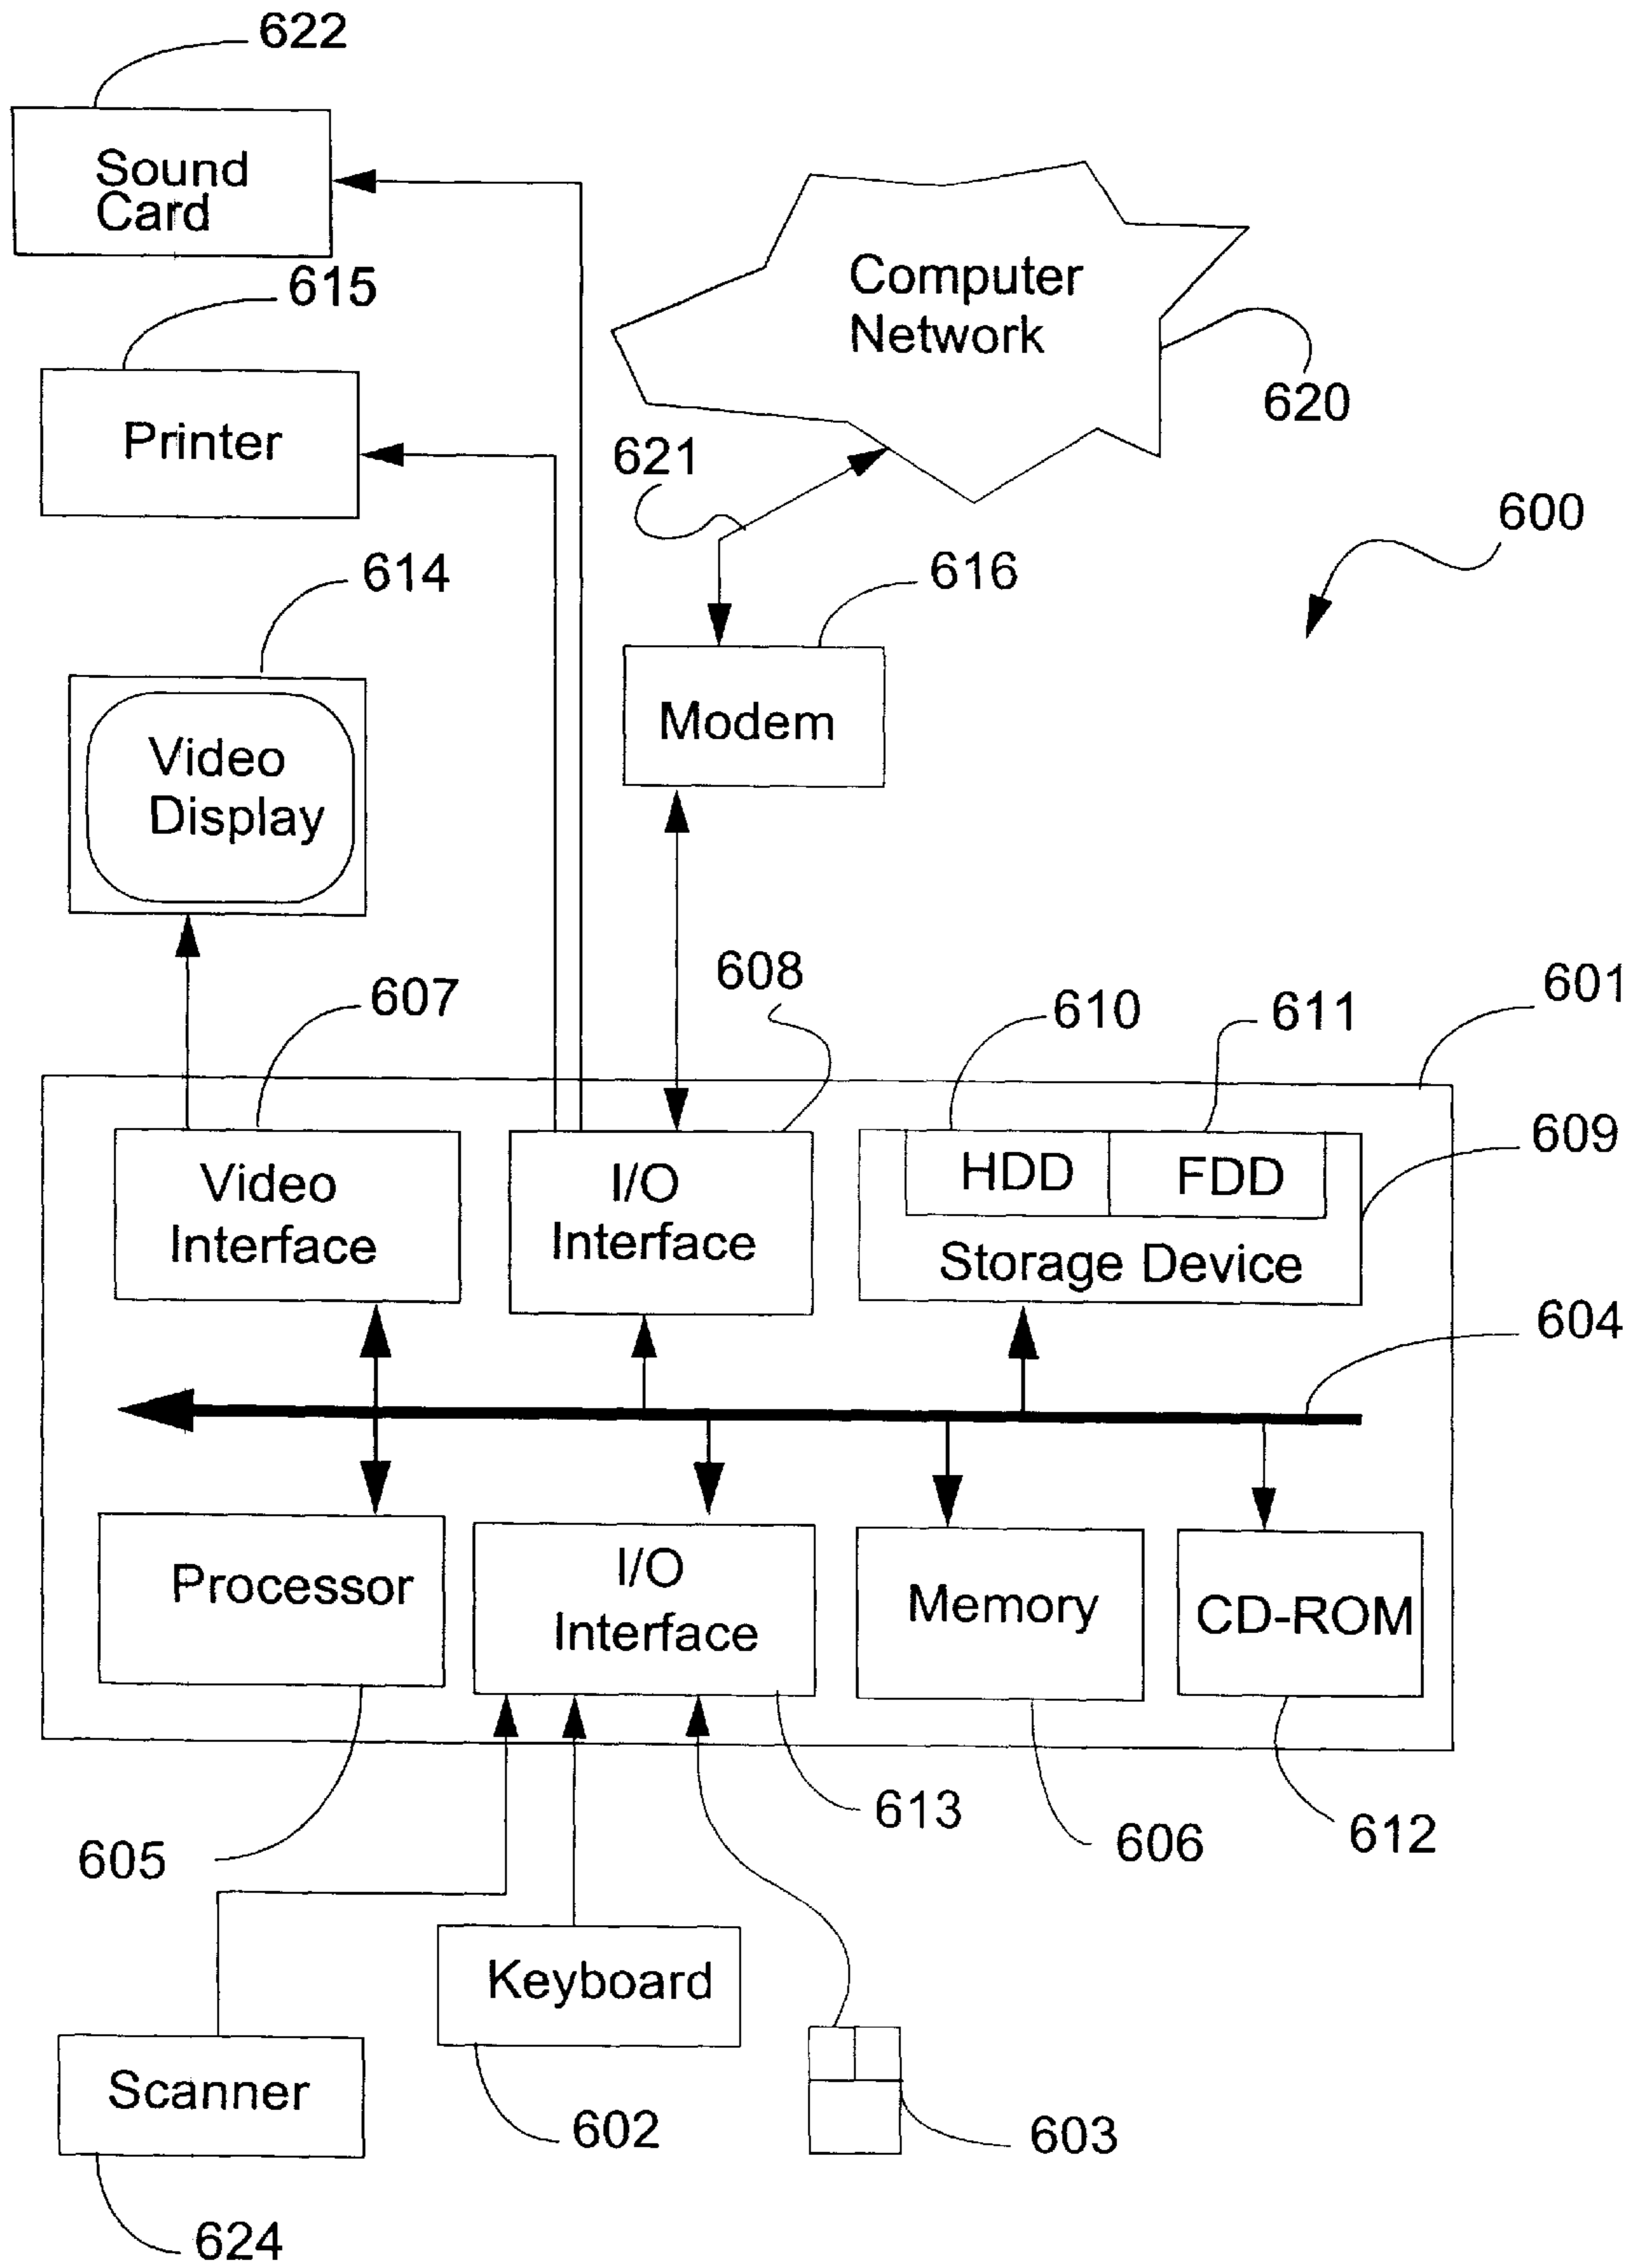 622
Sound
Card
615
Printer
Computer
Network
620
621
600
614
616
Video
Display
Modem
607
608
610
611
601
Video
Interface
I/O
Interface
HDD
FDD
Storage Device
609
604
Processor
I/O
Interface
Memory
CD-ROM
605
613
606
612
Keyboard
Scanner
602
603
624